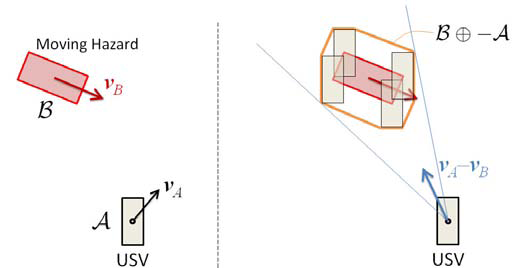 Moving Hazard
v_B
ℬ
v_A
𝒜
USV
ℬ ⊕ −𝒜
v_A–v_B
USV